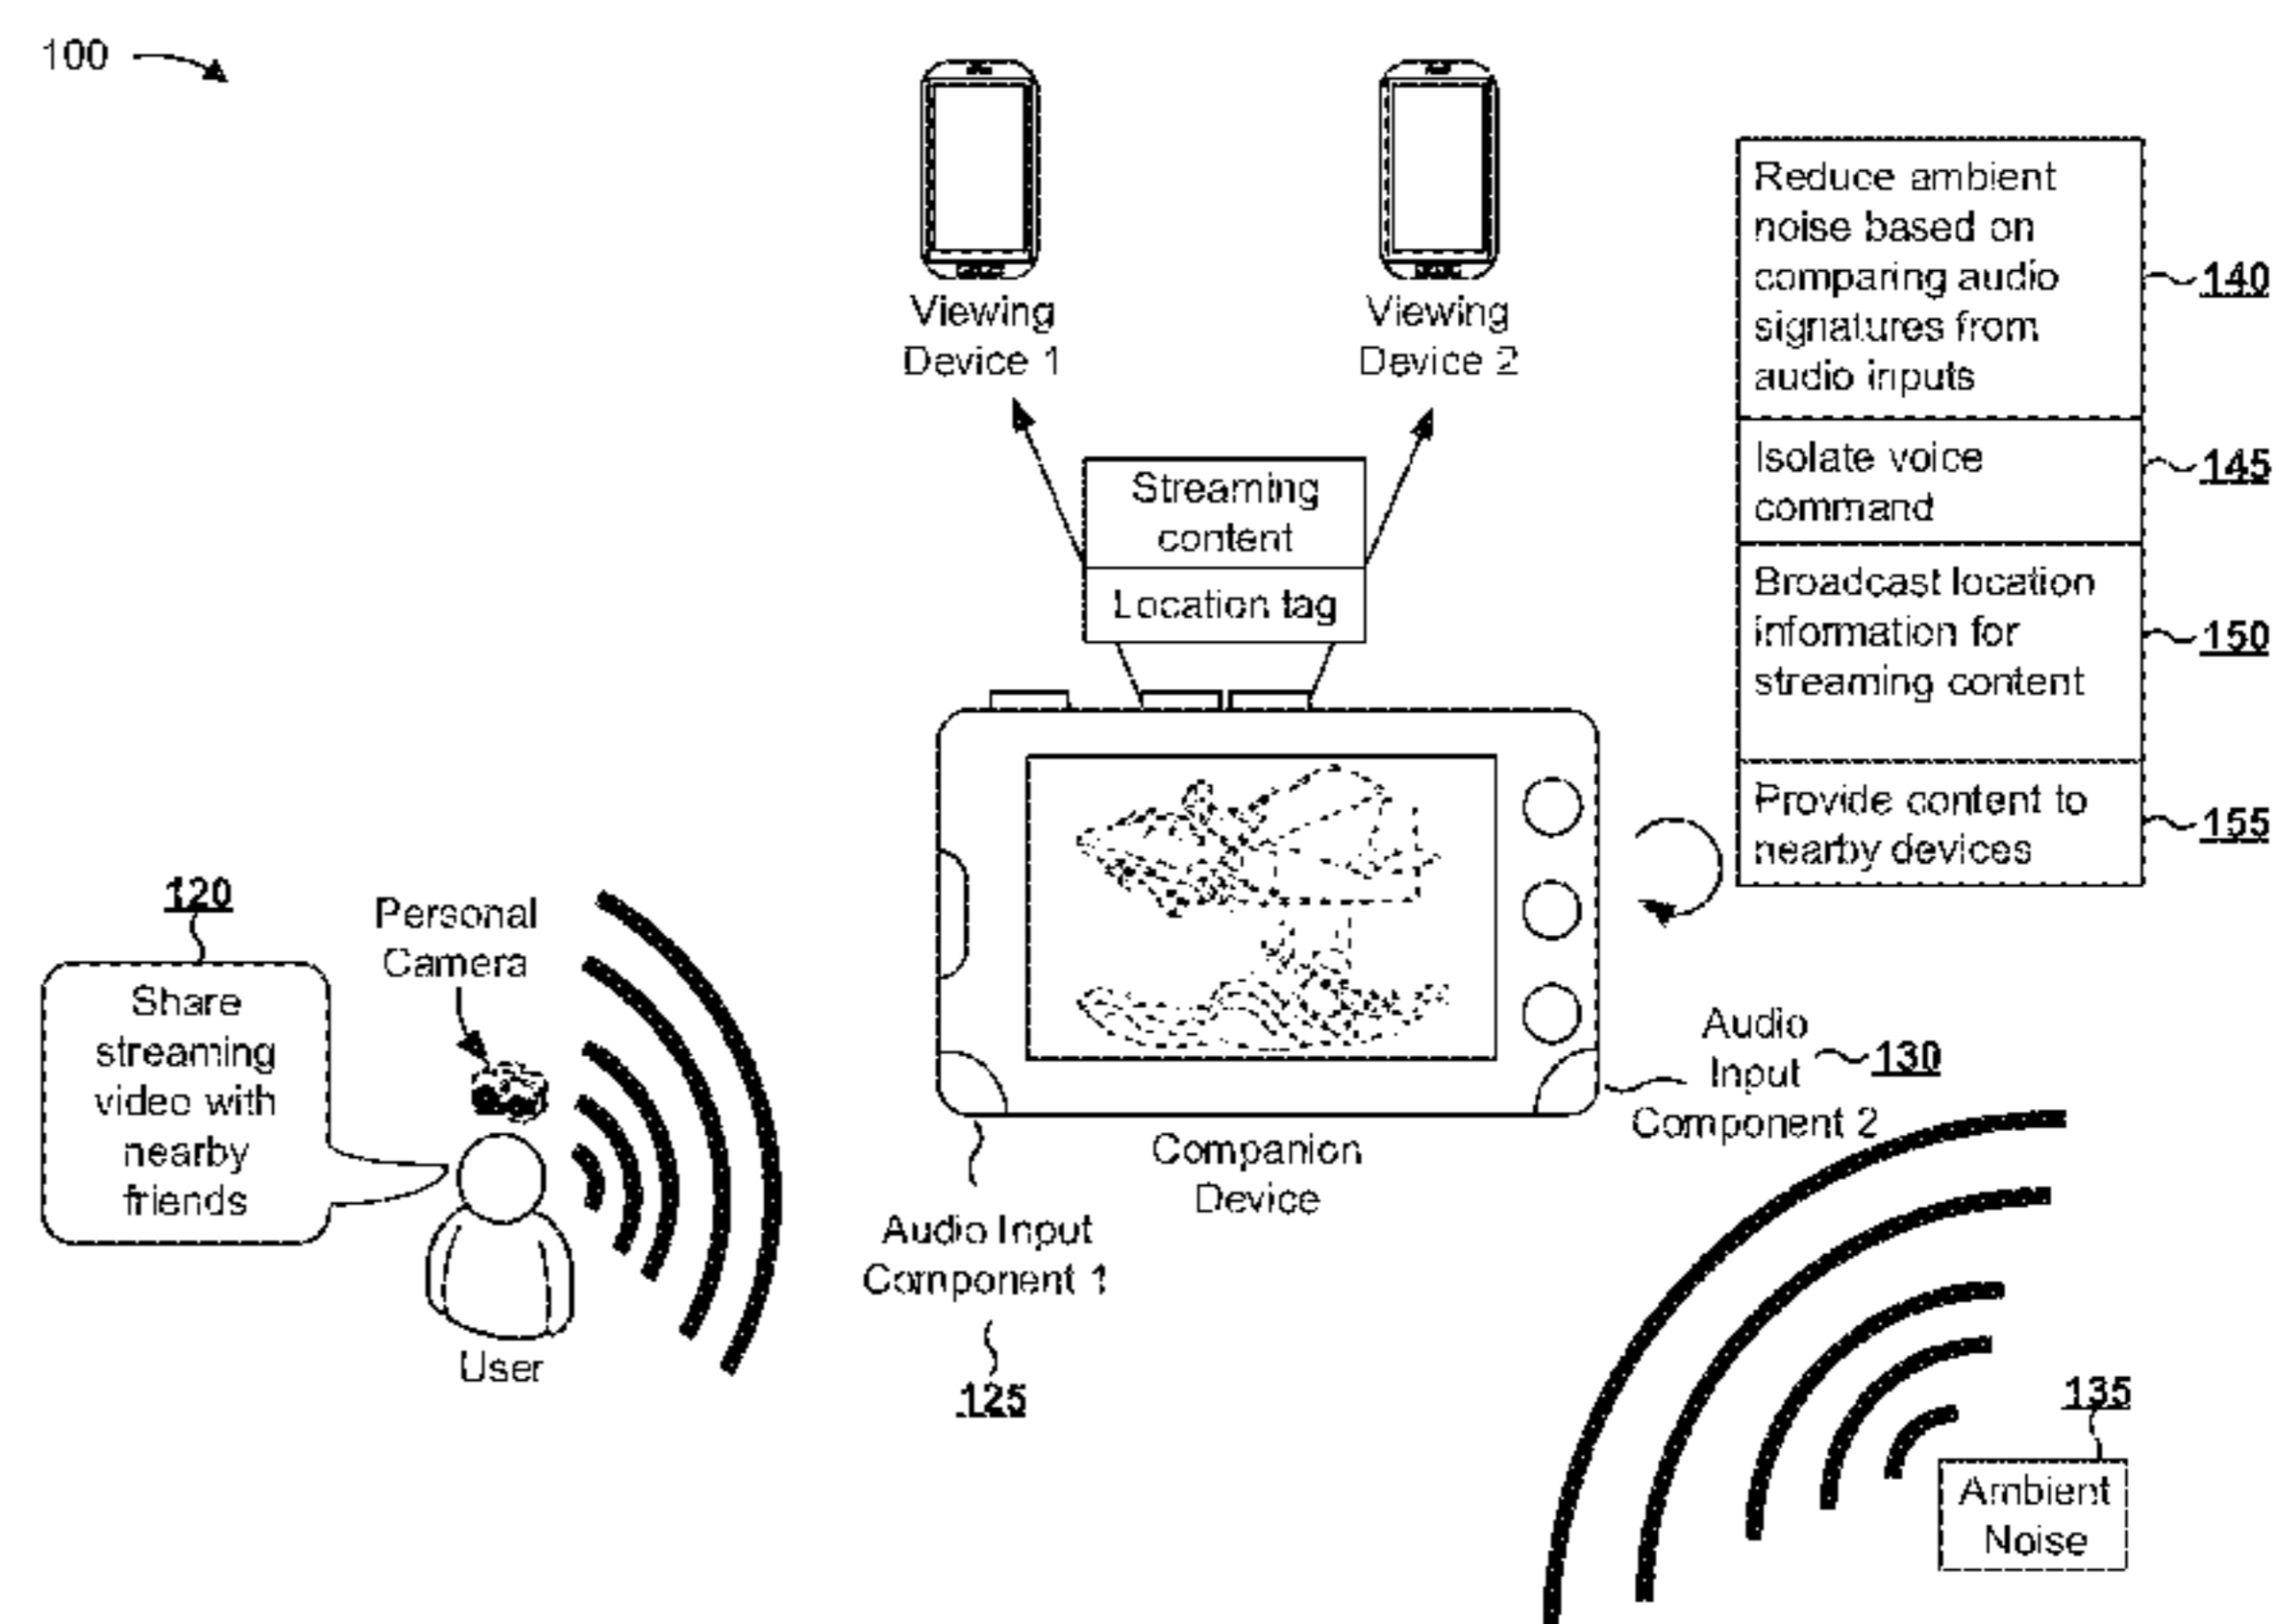 100
Viewing
Device 1
Viewing
Device 2
Streaming
content
Location tag
Reduce ambient
noise based on
comparing audio
signatures from
audio inputs
140
Isolate voice
command
145
Broadcast location
information for
streaming content
150
Provide content to
nearby devices
155
120
Share
streaming
video with
nearby
friends
Personal
Camera
User
Companion
Device
Audio Input
Component 1
125
Audio
Input
Component 2
130
135
Ambient
Noise